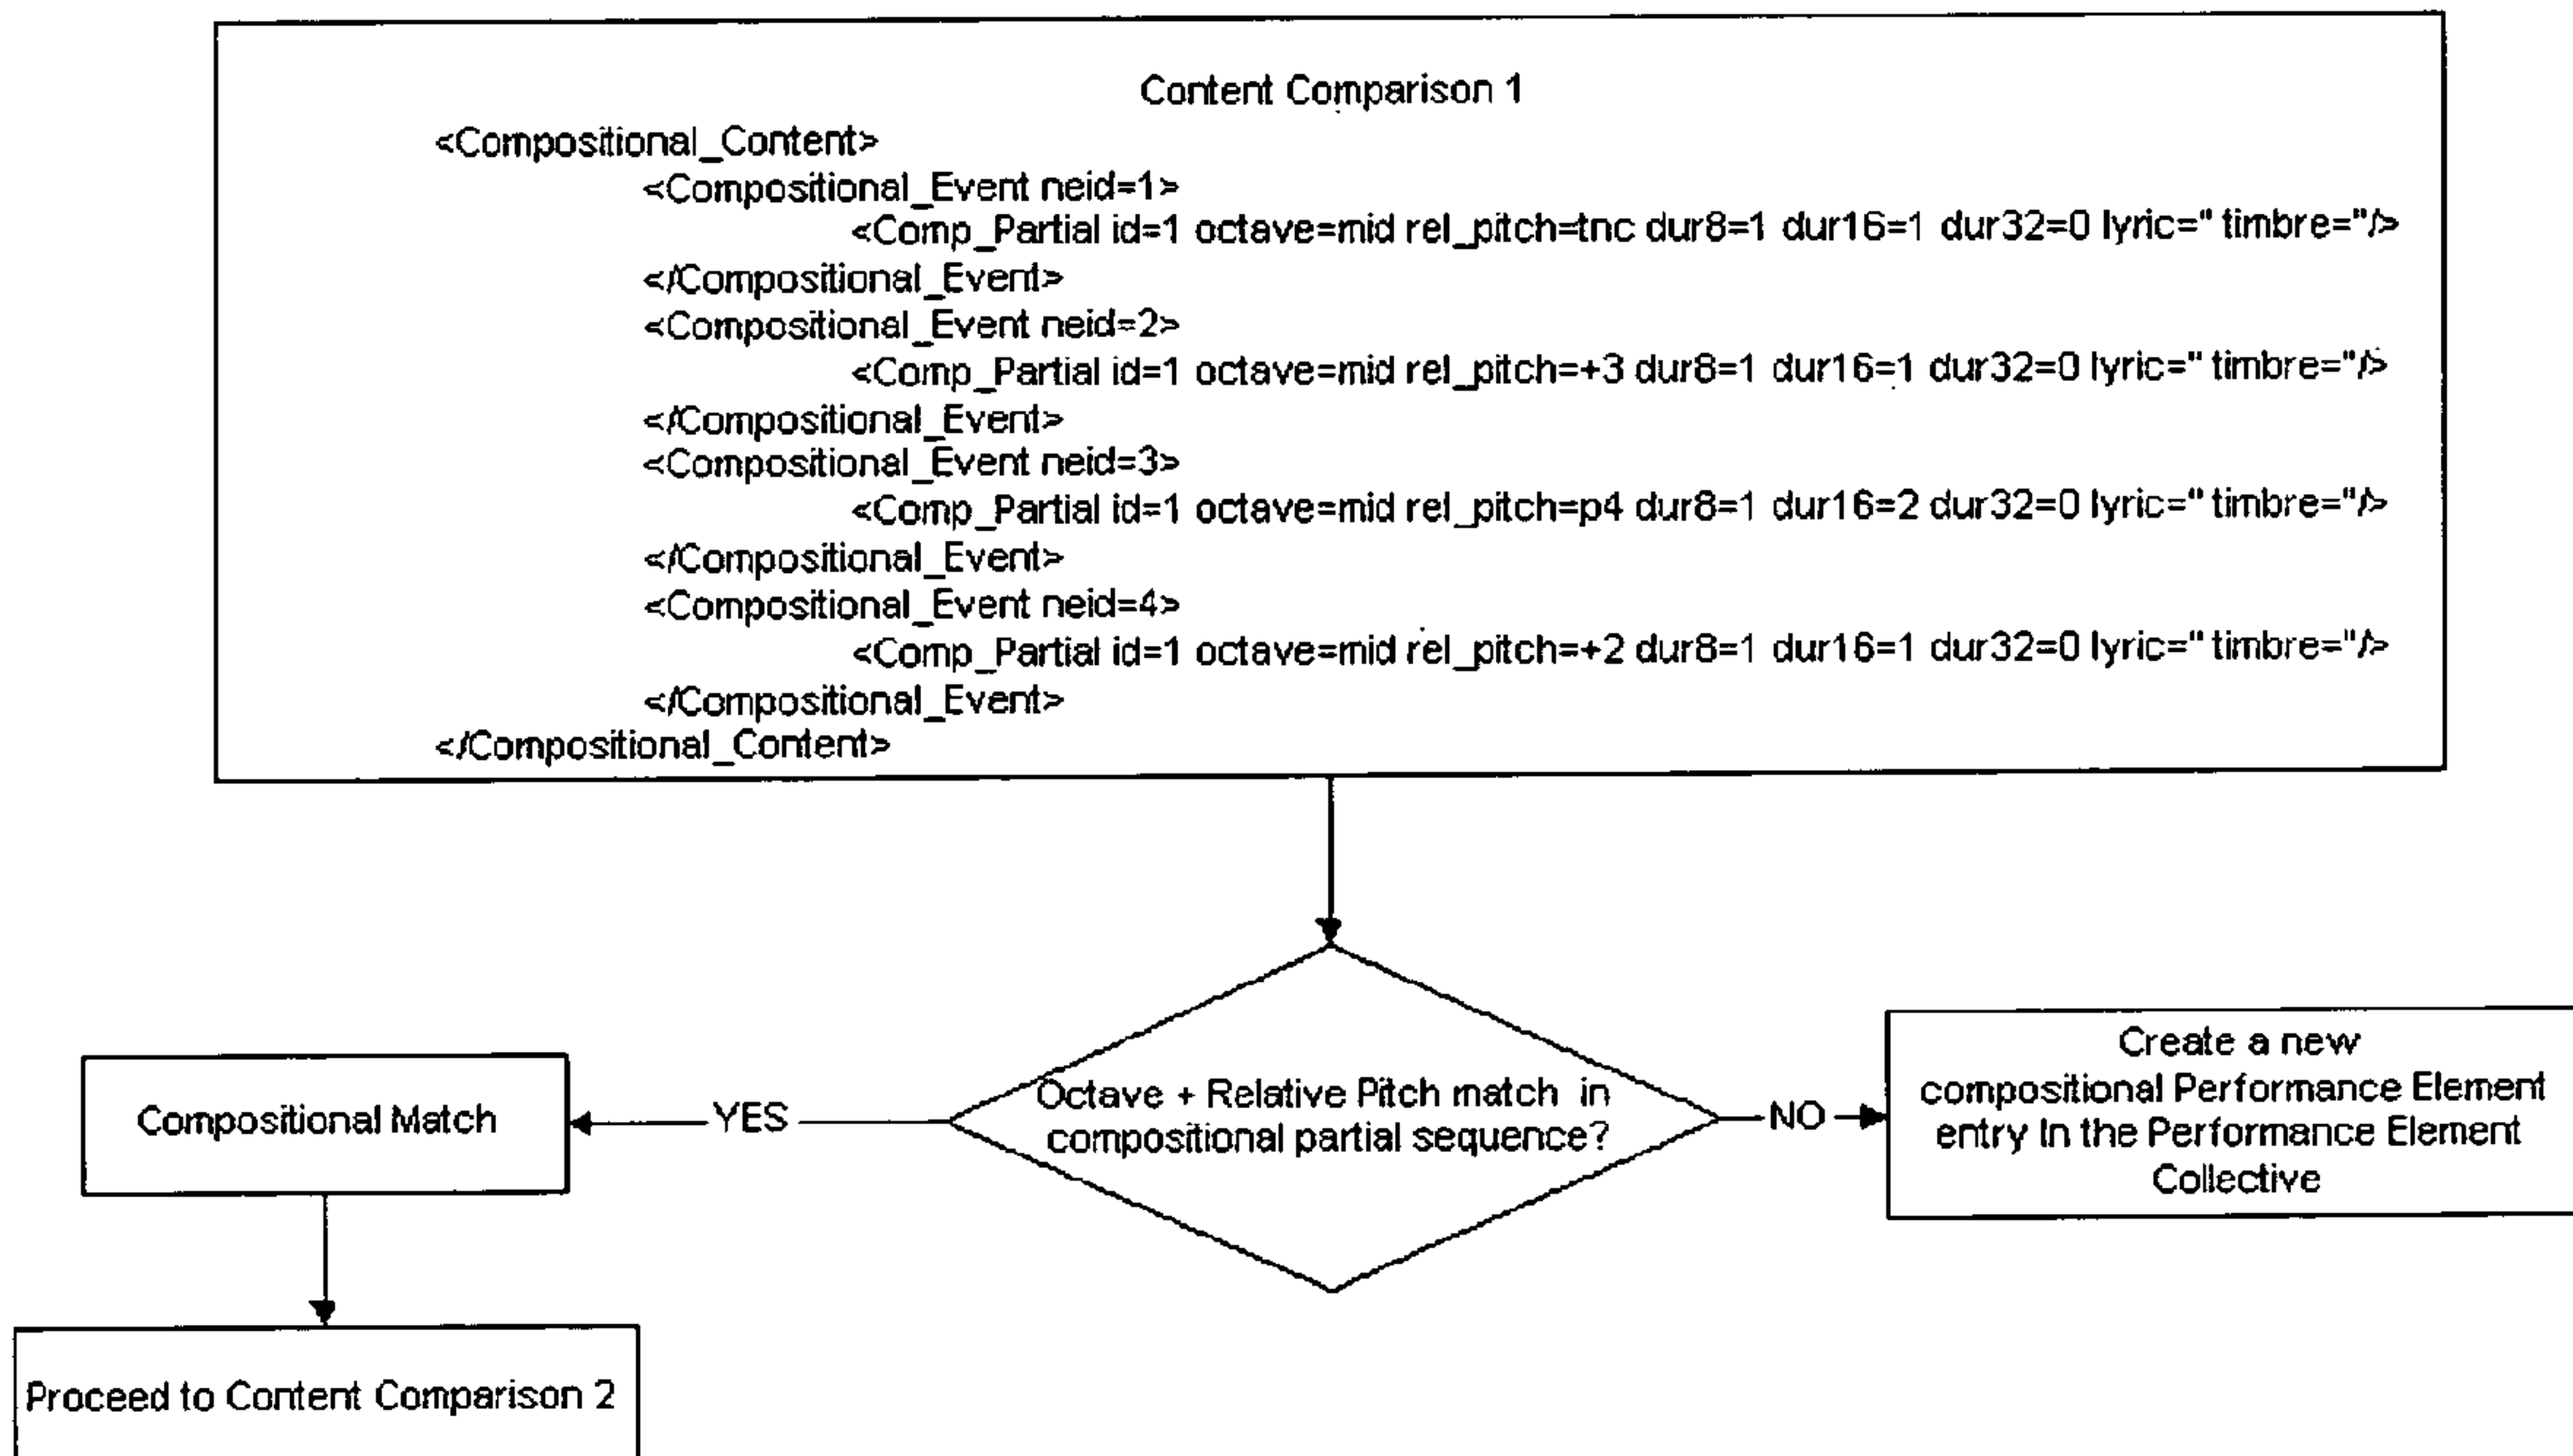 Content Comparison 1
<Compositional_Content>
<Compositional_Event neid=1>
<Comp_Partial id=1 octave=mid rel_pitch=tnc dur8=1 dur16=1 dur32=0 lyric='' timbre=''/>
</Compositional_Event>
<Compositional_Event neid=2>
<Comp_Partial id=1 octave=mid rel_pitch=+3 dur8=1 dur16=1 dur32=0 lyric='' timbre=''/>
</Compositional_Event>
<Compositional_Event neid=3>
<Comp_Partial id=1 octave=mid rel_pitch=p4 dur8=1 dur16=2 dur32=0 lyric='' timbre=''/>
</Compositional_Event>
<Compositional_Event neid=4>
<Comp_Partial id=1 octave=mid rel_pitch=+2 dur8=1 dur16=1 dur32=0 lyric='' timbre=''/>
</Compositional_Event>
</Compositional_Content>
Octave + Relative Pitch match in
compositional partial sequence?
YES
Compositional Match
Proceed to Content Comparison 2
NO
Create a new
compositional Performance Element
entry In the Performance Element
Collective